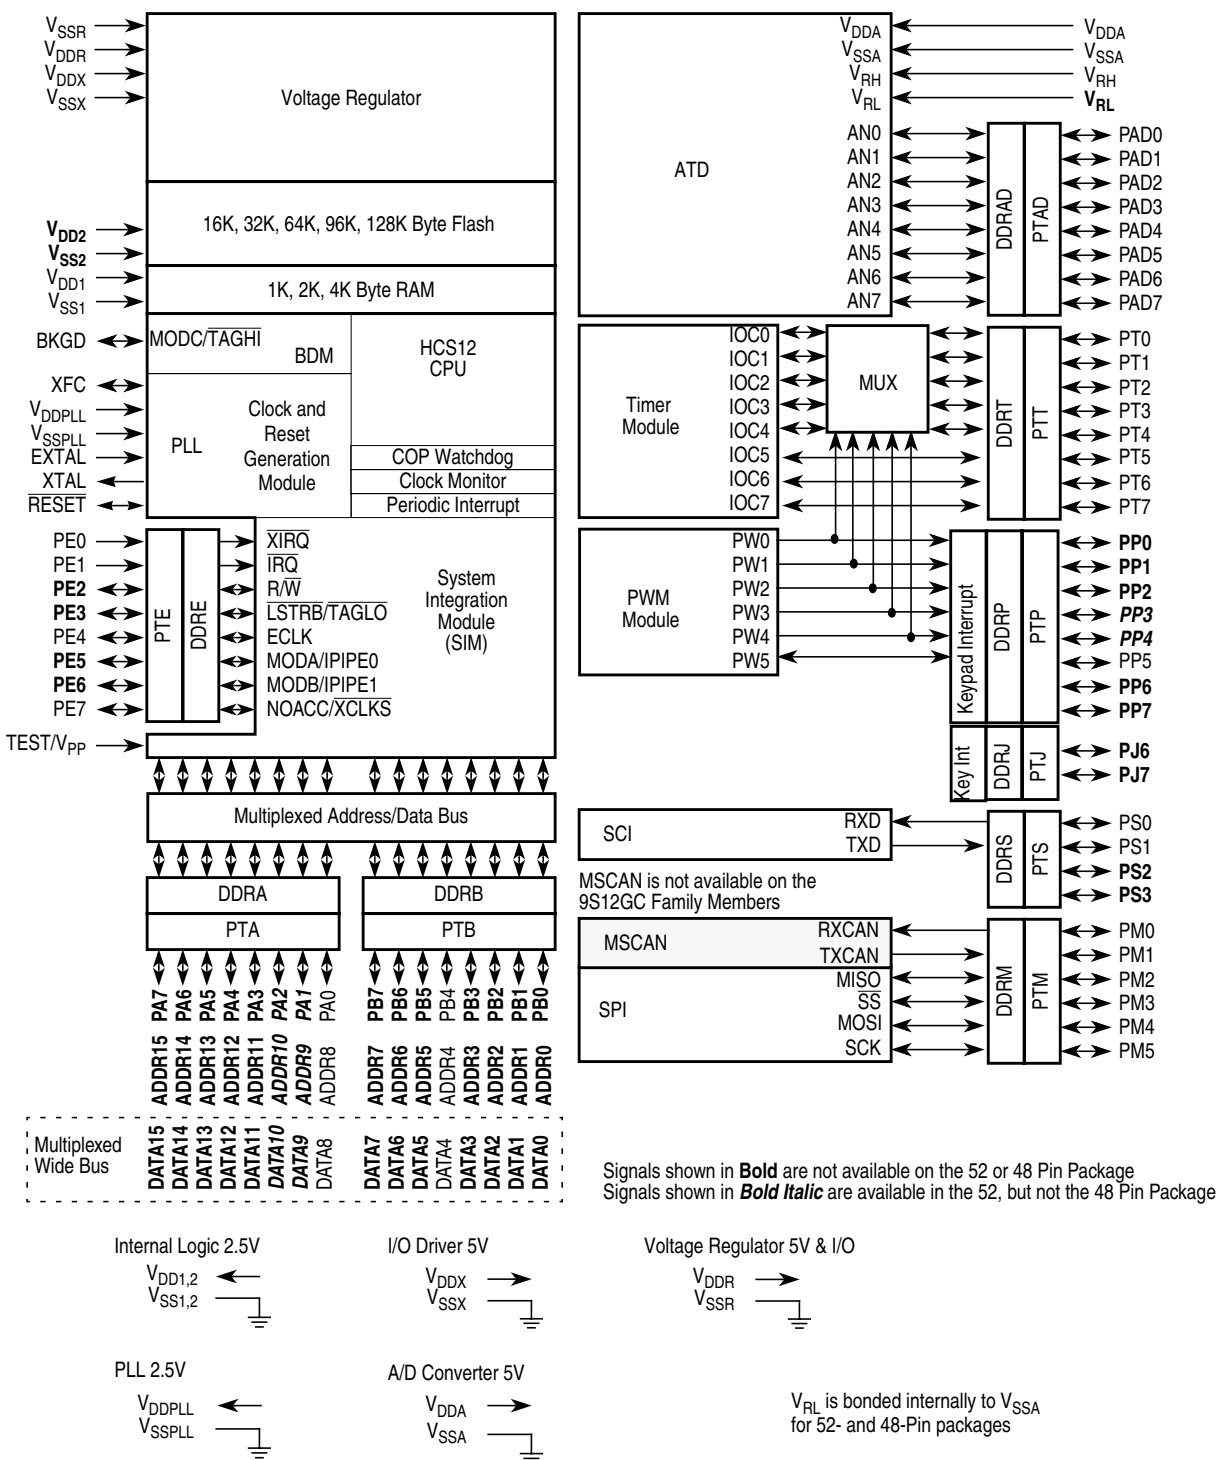 VSSR
VDDR
VDDX
VSSX
Voltage Regulator
VDD2
VSS2
VDD1
VSS1
16K, 32K, 64K, 96K, 128K Byte Flash
1K, 2K, 4K Byte RAM
BKGD
MODC/TAGHI
BDM
HCS12
CPU
XFC
VDDPLL
VSSPLL
EXTAL
XTAL
RESET
PLL
Clock and
Reset
Generation
Module
COP Watchdog
Clock Monitor
Periodic Interrupt
PE0
PE1
PE2
PE3
PE4
PE5
PE6
PE7
PTE
DDRE
XIRQ
IRQ
R/W
LSTRB/TAGLO
ECLK
MODA/IPIPE0
MODB/IPIPE1
NOACC/XCLKS
System
Integration
Module
(SIM)
TEST/VPP
Multiplexed Address/Data Bus
DDRA
DDRB
PTA
PTB
PA7 PA6 PA5 PA4 PA3 PA2 PA1 PA0
PB7 PB6 PB5 PB4 PB3 PB2 PB1 PB0
ADDR15 ADDR14 ADDR13 ADDR12 ADDR11 ADDR10 ADDR9 ADDR8
ADDR7 ADDR6 ADDR5 ADDR4 ADDR3 ADDR2 ADDR1 ADDR0
Multiplexed
Wide Bus
DATA15 DATA14 DATA13 DATA12 DATA11 DATA10 DATA9 DATA8
DATA7 DATA6 DATA5 DATA4 DATA3 DATA2 DATA1 DATA0
ATD
VDDA
VSSA
VRH
VRL
VDDA
VSSA
VRH
VRL
AN0
AN1
AN2
AN3
AN4
AN5
AN6
AN7
DDRAD
PTAD
PAD0
PAD1
PAD2
PAD3
PAD4
PAD5
PAD6
PAD7
Timer
Module
IOC0
IOC1
IOC2
IOC3
IOC4
IOC5
IOC6
IOC7
MUX
DDRT
PTT
PT0
PT1
PT2
PT3
PT4
PT5
PT6
PT7
PWM
Module
PW0
PW1
PW2
PW3
PW4
PW5
Keypad Interrupt
DDRP
PTP
PP0
PP1
PP2
PP3
PP4
PP5
PP6
PP7
Key Int
DDRJ
PTJ
PJ6
PJ7
SCI
RXD
TXD
DDRS
PTS
PS0
PS1
PS2
PS3
MSCAN is not available on the
9S12GC Family Members
MSCAN
RXCAN
TXCAN
SPI
MISO
SS
MOSI
SCK
DDRM
PTM
PM0
PM1
PM2
PM3
PM4
PM5
Signals shown in Bold are not available on the 52 or 48 Pin Package
Signals shown in Bold Italic are available in the 52, but not the 48 Pin Package
Internal Logic 2.5V
VDD1,2
VSS1,2
I/O Driver 5V
VDDX
VSSX
Voltage Regulator 5V & I/O
VDDR
VSSR
PLL 2.5V
VDDPLL
VSSPLL
A/D Converter 5V
VDDA
VSSA
VRL is bonded internally to VSSA
for 52- and 48-Pin packages